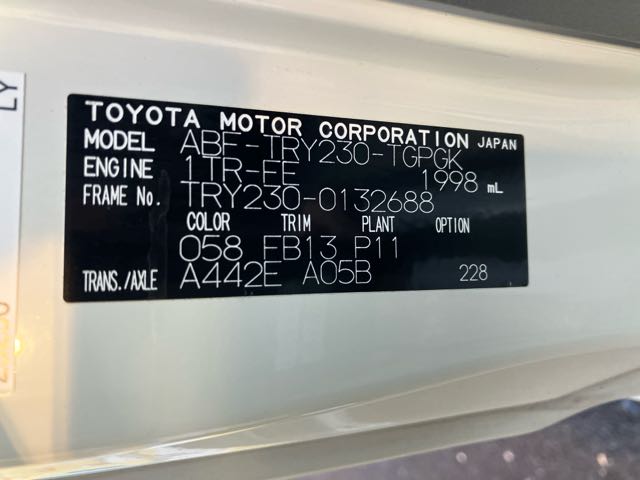 LY
TOYOTA MOTOR CORPORATION JAPAN
MODEL ABF-TRY230-TGPGK
ENGINE 1TR-FE 1998 mL
FRAME No. TRY230-0132688
COLOR TRIM PLANT OPTION
058 FB13 P11
TRANS./AXLE A442E A05B 228